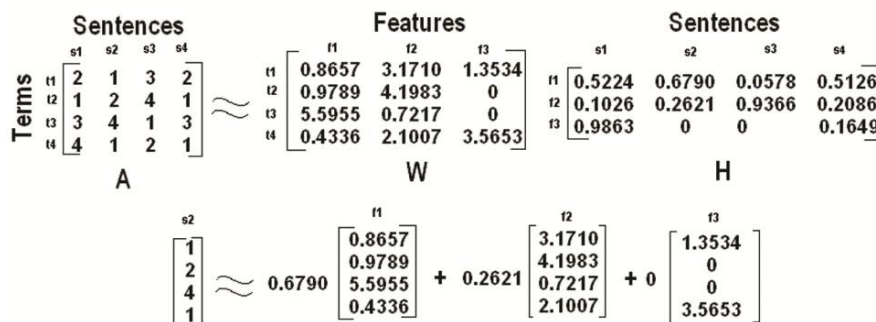 Sentences Features Sentences
s1 s2 s3 s4 f1 f2 f3 s1 s2 s3 s4
t1 2 1 3 2 t1 0.8657 3.1710 1.3534 f1 0.5224 0.6790 0.0578 0.5126
t2 1 2 4 1 ≈ t2 0.9789 4.1983 0 f2 0.1026 0.2621 0.9366 0.2086
t3 3 4 1 3 t3 5.5955 0.7217 0 f3 0.9863 0 0 0.1649
t4 4 1 2 1 t4 0.4336 2.1007 3.5653
Terms
A W H
s2 f1 f2 f3
1 0.8657 3.1710 1.3534
2 0.9789 4.1983 0
≈ 0.6790 + 0.2621 + 0
4 5.5955 0.7217 0
1 0.4336 2.1007 3.5653